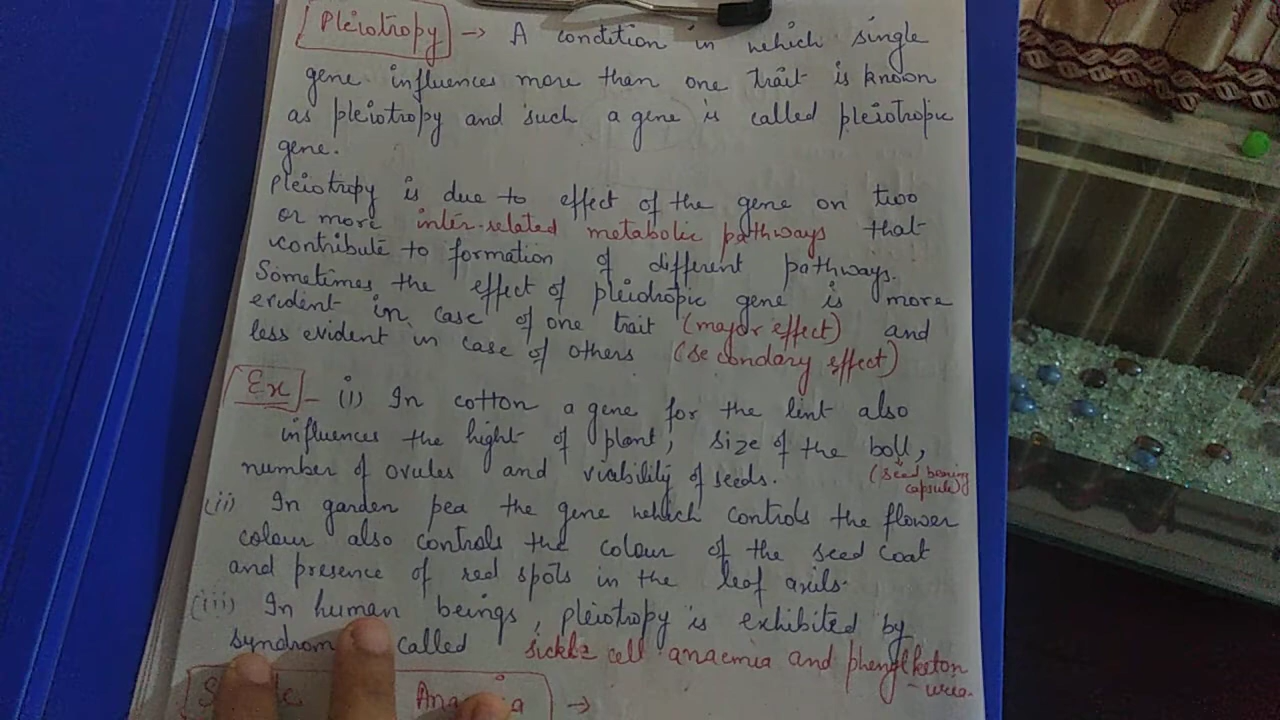 Pleiotropy → A condition in which single
gene influences more than one trait is known
as pleiotropy and such a gene is called pleiotropic
gene.
Pleiotropy is due to effect of the gene on two
or more inter-related metabolic pathways that
contribute to formation of different pathways.
Sometimes the effect of pleiotropic gene is more
evident in case of one trait (major effect) and
less evident in case of others (secondary effect)
Ex - (i) In cotton a gene for the lint also
influences the hight of plant, size of the boll,
number of ovules and viability of seeds. (seed bearing
capsule)
(ii) In garden pea the gene which controls the flower
colour also controls the colour of the seed coat
and presence of red spots in the leaf axils.
(iii) In human beings, pleiotropy is exhibited by
syndrom called sickle cell anaemia and phenylketon
-urea.
→